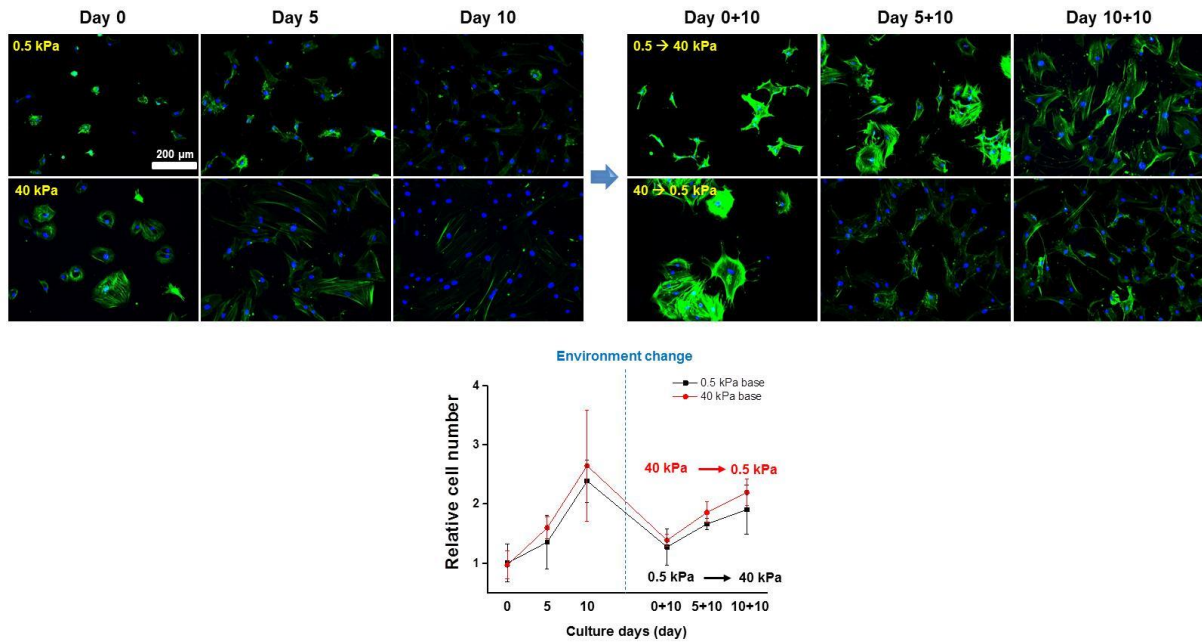 Day 0 Day 5 Day 10 Day 0+10 Day 5+10 Day 10+10
0.5 kPa
200 µm
0.5 → 40 kPa
40 kPa
40 → 0.5 kPa
Environment change
Relative cell number
4
3
2
1
0.5 kPa base
40 kPa base
40 kPa → 0.5 kPa
0.5 kPa → 40 kPa
0 5 10 0+10 5+10 10+10
Culture days (day)